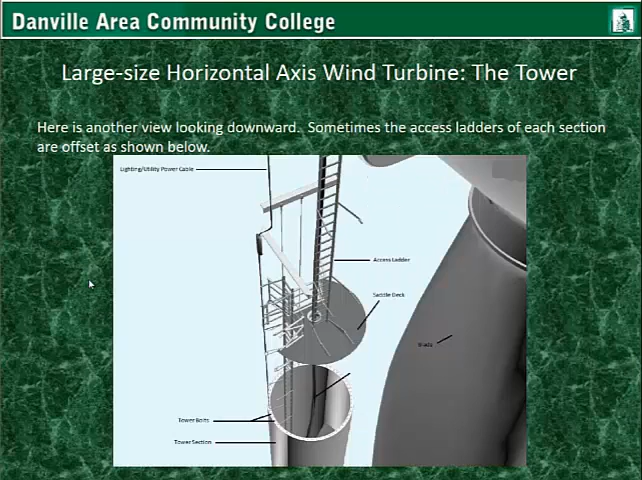 Danville Area Community College
Large-size Horizontal Axis Wind Turbine: The Tower
Here is another view looking downward.  Sometimes the access ladders of each section
are offset as shown below.
Lighting/Utility Power Cable
Access Ladder
Saddle Deck
Blade
Tower Bolts
Tower Section